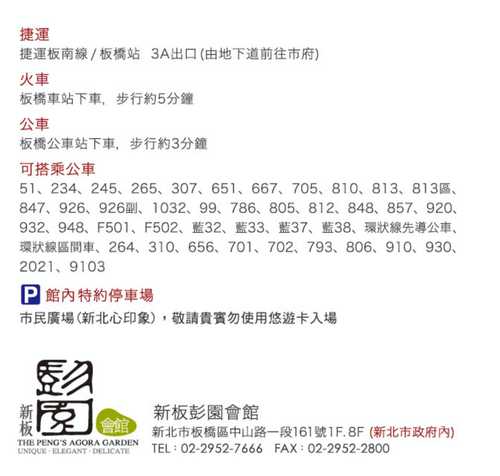 捷運
捷運板南線/板橋站 3A出口(由地下道前往市府)
火車
板橋車站下車，步行約5分鐘
公車
板橋公車站下車，步行約3分鐘
可搭乘公車
51、234、245、265、307、651、667、705、810、813、813區、
847、926、926副、1032、99、786、805、812、848、857、920、
932、948、F501、F502、藍32、藍33、藍37、藍38、環狀線先導公車、
環狀線區間車、264、310、656、701、702、793、806、910、930、
2021、9103
P 館內特約停車場
市民廣場(新北心印象)，敬請貴賓勿使用悠遊卡入場
彭園
新板
會館
THE PENG'S AGORA GARDEN
UNIQUE · ELEGANT · DELICATE
新板彭園會館
新北市板橋區中山路一段161號1F.8F (新北市政府內)
TEL：02-2952-7666 FAX：02-2952-2800